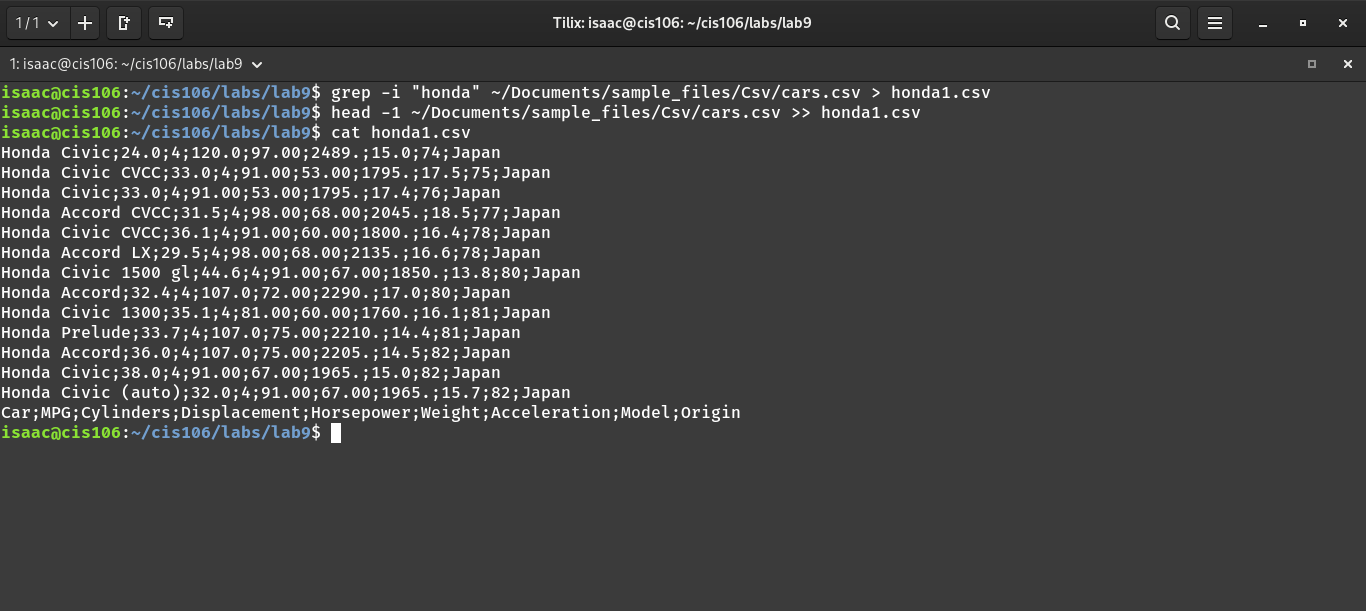 1 / 1
Tilix: isaac@cis106: ~/cis106/labs/lab9
1: isaac@cis106: ~/cis106/labs/lab9
isaac@cis106:~/cis106/labs/lab9$ grep -i "honda" ~/Documents/sample_files/Csv/cars.csv > honda1.csv
isaac@cis106:~/cis106/labs/lab9$ head -1 ~/Documents/sample_files/Csv/cars.csv >> honda1.csv
isaac@cis106:~/cis106/labs/lab9$ cat honda1.csv
Honda Civic;24.0;4;120.0;97.00;2489.;15.0;74;Japan
Honda Civic CVCC;33.0;4;91.00;53.00;1795.;17.5;75;Japan
Honda Civic;33.0;4;91.00;53.00;1795.;17.4;76;Japan
Honda Accord CVCC;31.5;4;98.00;68.00;2045.;18.5;77;Japan
Honda Civic CVCC;36.1;4;91.00;60.00;1800.;16.4;78;Japan
Honda Accord LX;29.5;4;98.00;68.00;2135.;16.6;78;Japan
Honda Civic 1500 gl;44.6;4;91.00;67.00;1850.;13.8;80;Japan
Honda Accord;32.4;4;107.0;72.00;2290.;17.0;80;Japan
Honda Civic 1300;35.1;4;81.00;60.00;1760.;16.1;81;Japan
Honda Prelude;33.7;4;107.0;75.00;2210.;14.4;81;Japan
Honda Accord;36.0;4;107.0;75.00;2205.;14.5;82;Japan
Honda Civic;38.0;4;91.00;67.00;1965.;15.0;82;Japan
Honda Civic (auto);32.0;4;91.00;67.00;1965.;15.7;82;Japan
Car;MPG;Cylinders;Displacement;Horsepower;Weight;Acceleration;Model;Origin
isaac@cis106:~/cis106/labs/lab9$